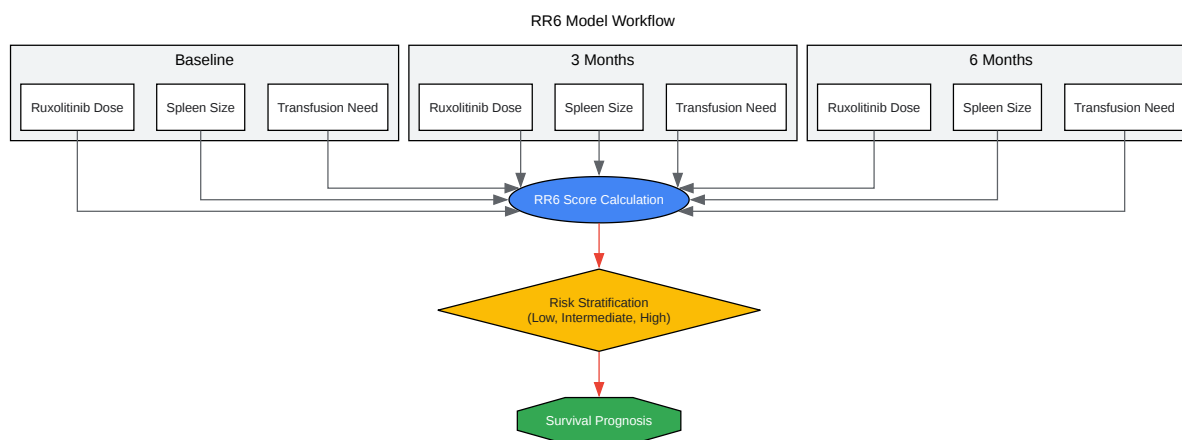 RR6 Model Workflow
Baseline
3 Months
6 Months
Ruxolitinib Dose
Spleen Size
Transfusion Need
Ruxolitinib Dose
Spleen Size
Transfusion Need
Ruxolitinib Dose
Spleen Size
Transfusion Need
RR6 Score Calculation
Risk Stratification
(Low, Intermediate, High)
Survival Prognosis